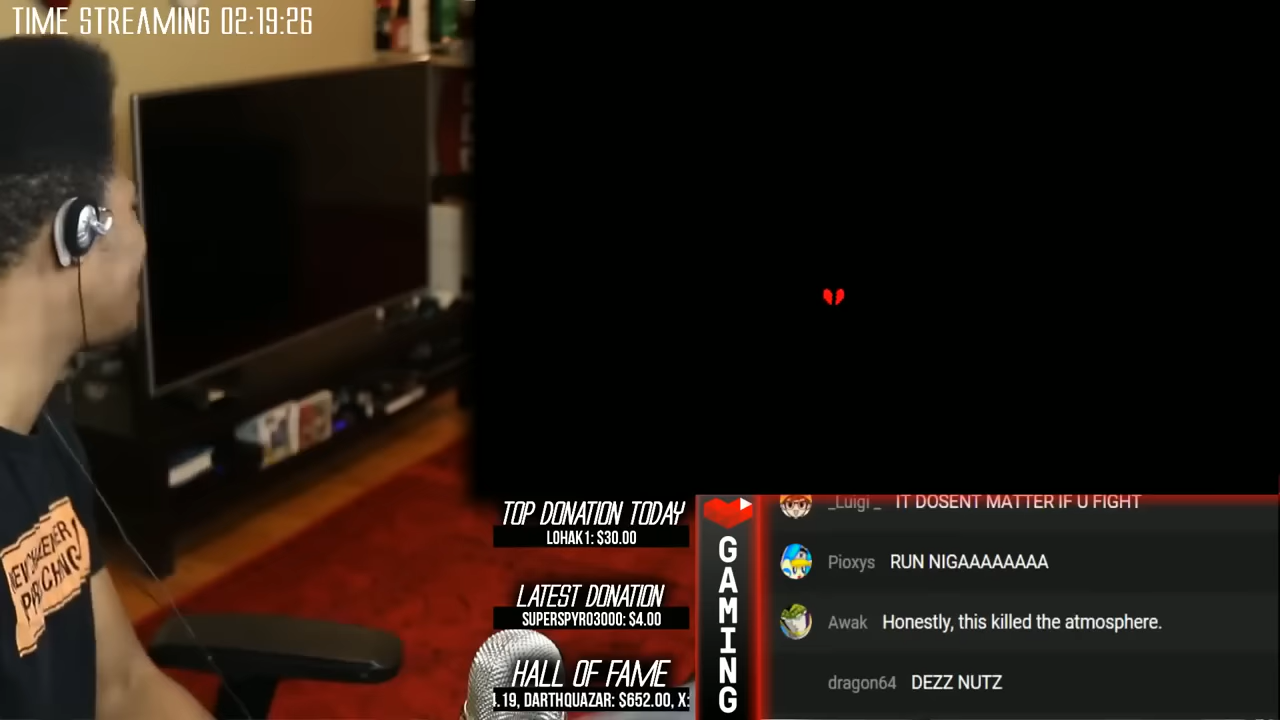 TIME STREAMING 02:19:26
TOP DONATION TODAY
LOHAK1: $30.00
LATEST DONATION
SUPERSPYRO3000: $4.00
HALL OF FAME
.19, DARTHQUAZAR: $652.00, X:
GAMING
_Luigi_ IT DOSENT MATTER IF U FIGHT
Pioxys RUN NIGAAAAAAAA
Awak Honestly, this killed the atmosphere.
dragon64 DEZZ NUTZ